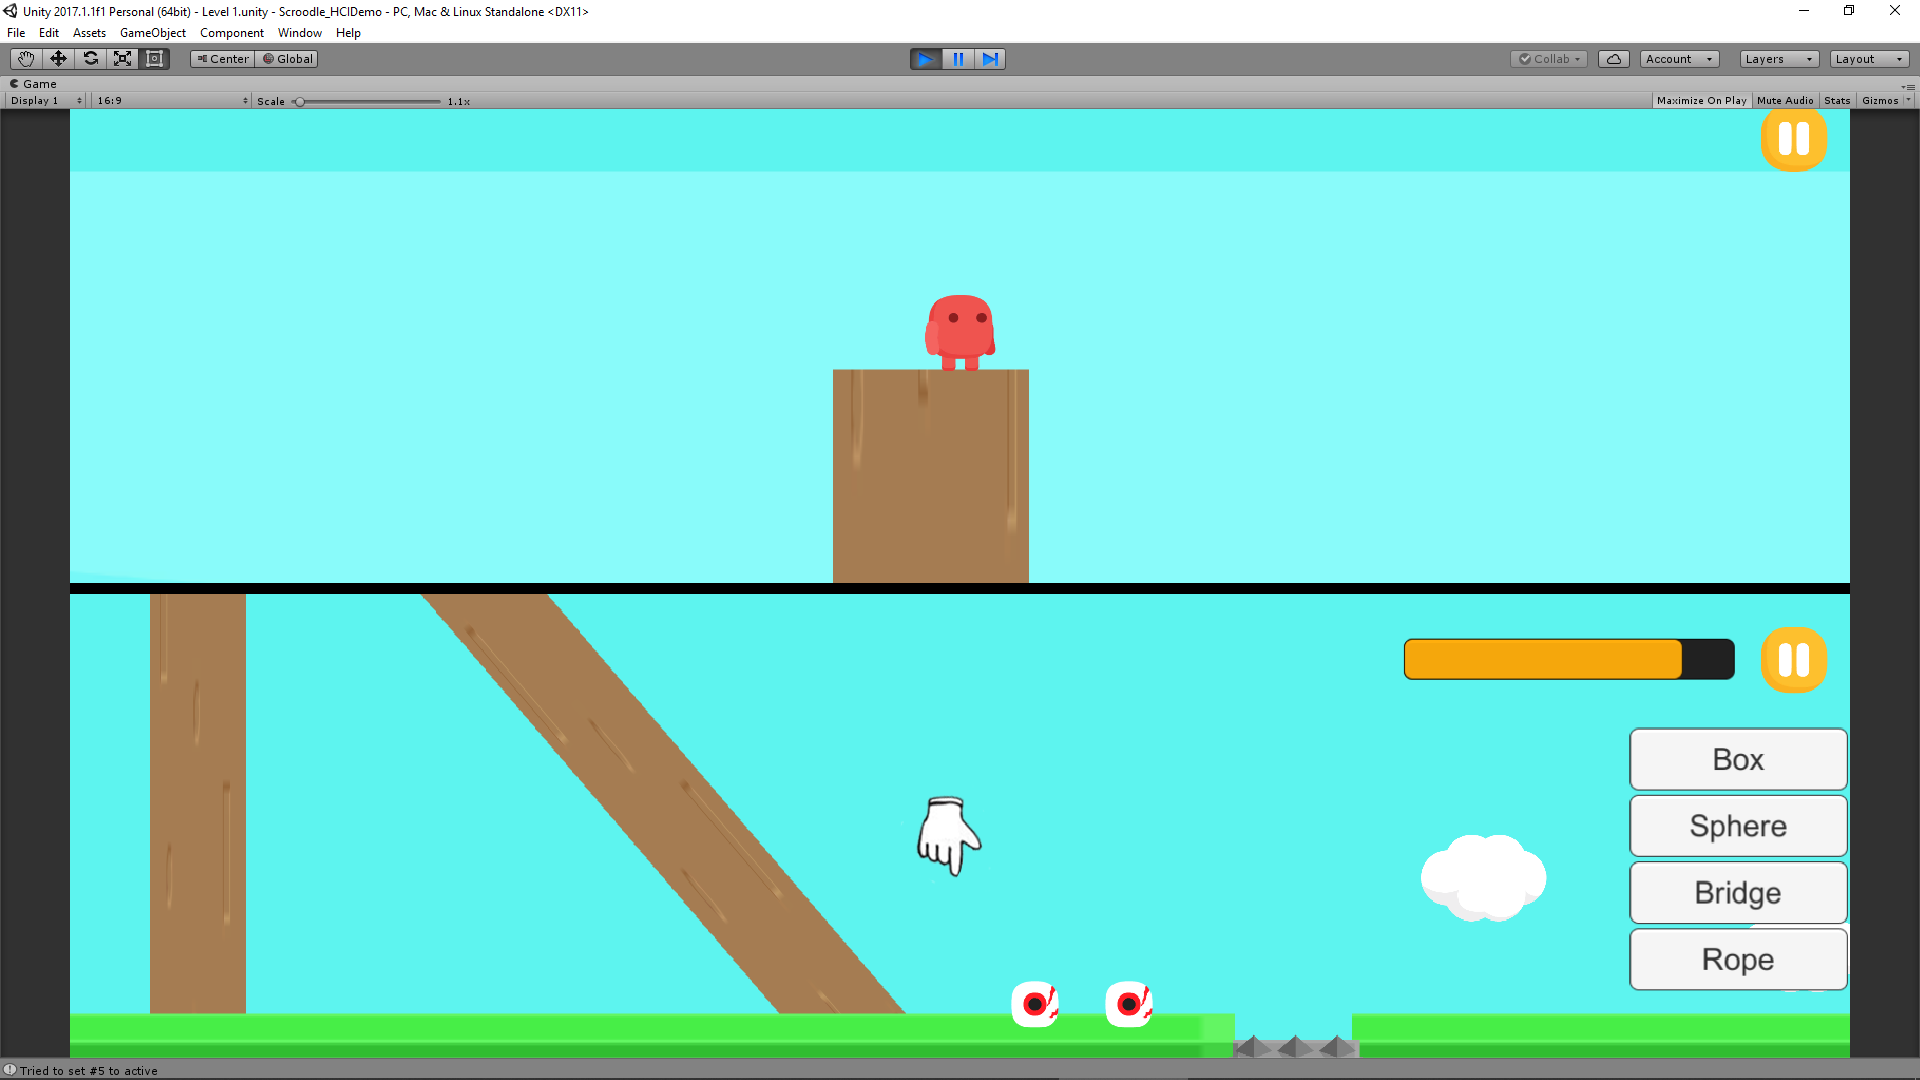 Unity 2017.1.1f1 Personal (64bit) - Level 1.unity - Scroodle_HCIDemo - PC, Mac & Linux Standalone <DX11>
File Edit Assets GameObject Component Window Help
Center Global Collab Account Layers Layout
Game
Display 1 16:9 Scale 1.1x Maximize On Play Mute Audio Stats Gizmos
Box
Sphere
Bridge
Rope
Tried to set #5 to active